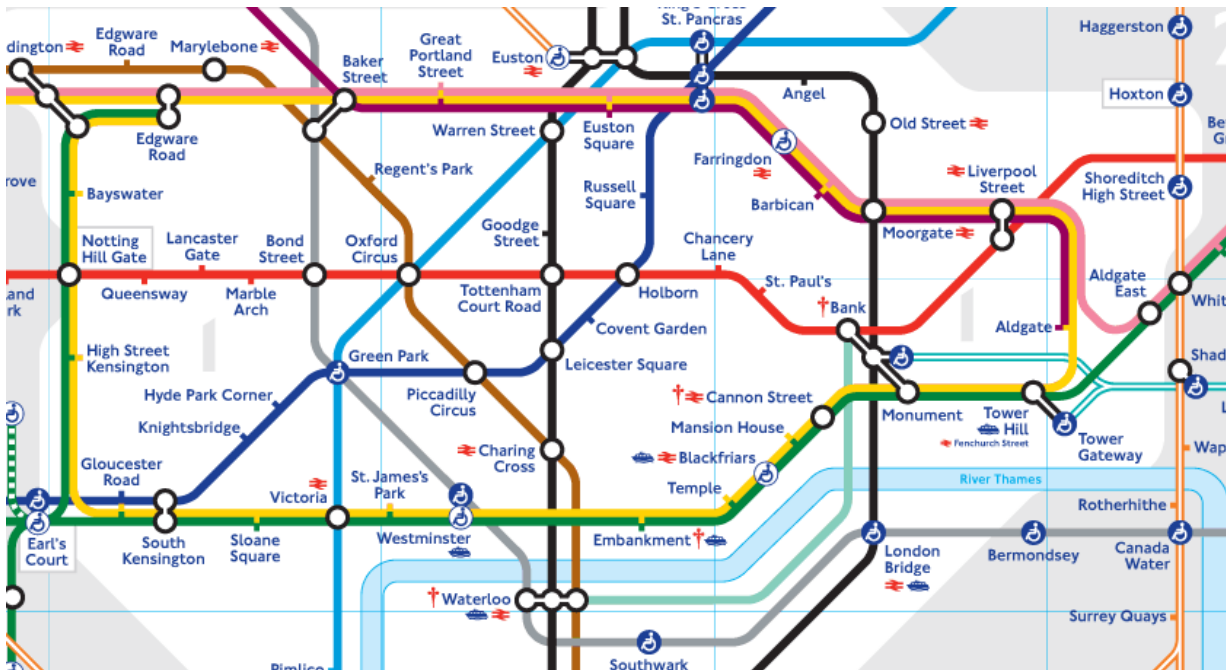 Edgware
Road
Marylebone
dington
Baker
Street
Great
Portland
Street
Euston
St. Pancras
Angel
Haggerston
Hoxton
Edgware
Road
Warren Street
Euston
Square
Farringdon
Old Street
Liverpool
Street
Shoreditch
High Street
Regent's Park
Russell
Square
Barbican
Moorgate
rove
Bayswater
Notting
Hill Gate
Lancaster
Gate
Bond
Street
Oxford
Circus
Goodge
Street
Chancery
Lane
St. Paul's
Bank
Aldgate
East
Queensway
Marble
Arch
Tottenham
Court Road
Holborn
Covent Garden
Aldgate
Whit
High Street
Kensington
Green Park
Leicester Square
Hyde Park Corner
Piccadilly
Circus
Cannon Street
Monument
Tower
Hill
Fenchurch Street
Tower
Gateway
Shad
Knightsbridge
Mansion House
Charing
Cross
Blackfriars
Gloucester
Road
Victoria
St. James's
Park
Temple
River Thames
Wap
Rotherhithe
Earl's
Court
South
Kensington
Sloane
Square
Westminster
Embankment
London
Bridge
Bermondsey
Canada
Water
Waterloo
Surrey Quays
Southwark
Pimlico